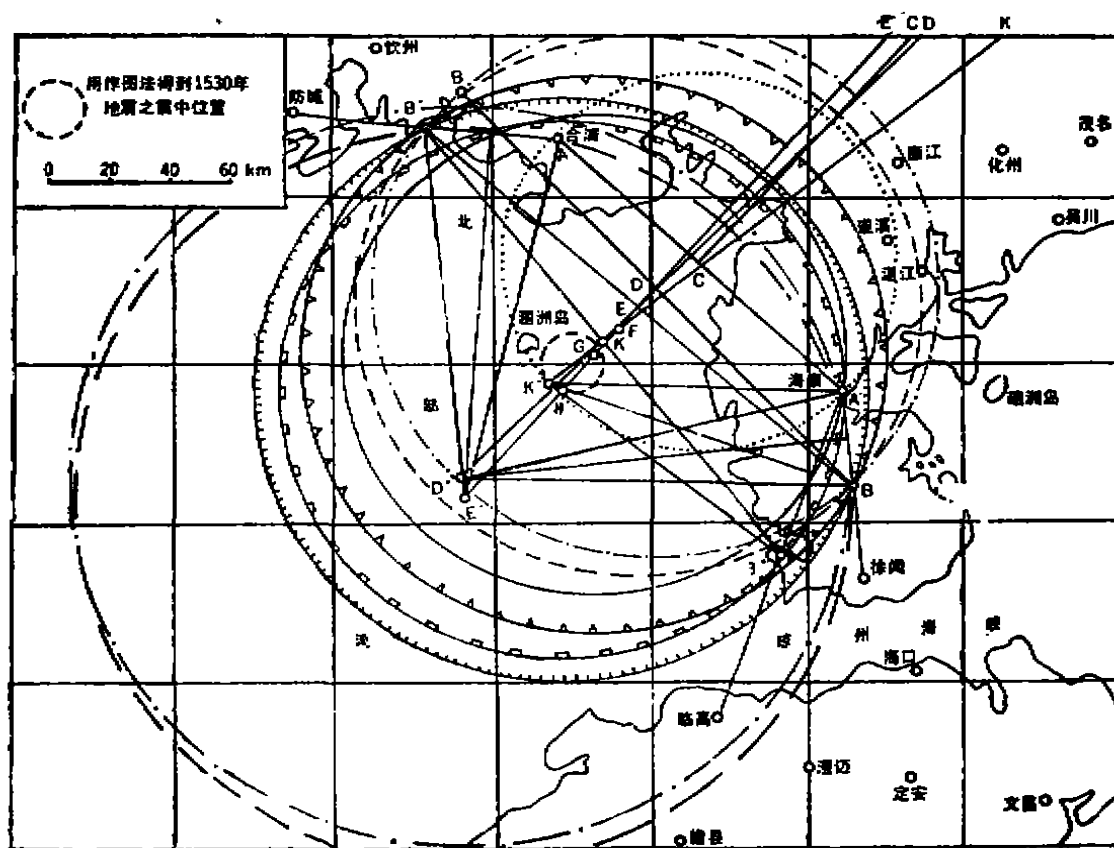 E C D K
用作图法得到1530年
地震之震中位置
0 20 40 60 km
钦州
防城
B
B
合浦
A
廉江
化州
茂名
吴川
遂溪
湛江
北
部
湾
涠洲岛
D
C
E
F
K
G
K
H
海康
A
硇洲岛
D
E
B
徐闻
琼 州 海 峡
海口
临高
澄迈
定安
文昌
儋县